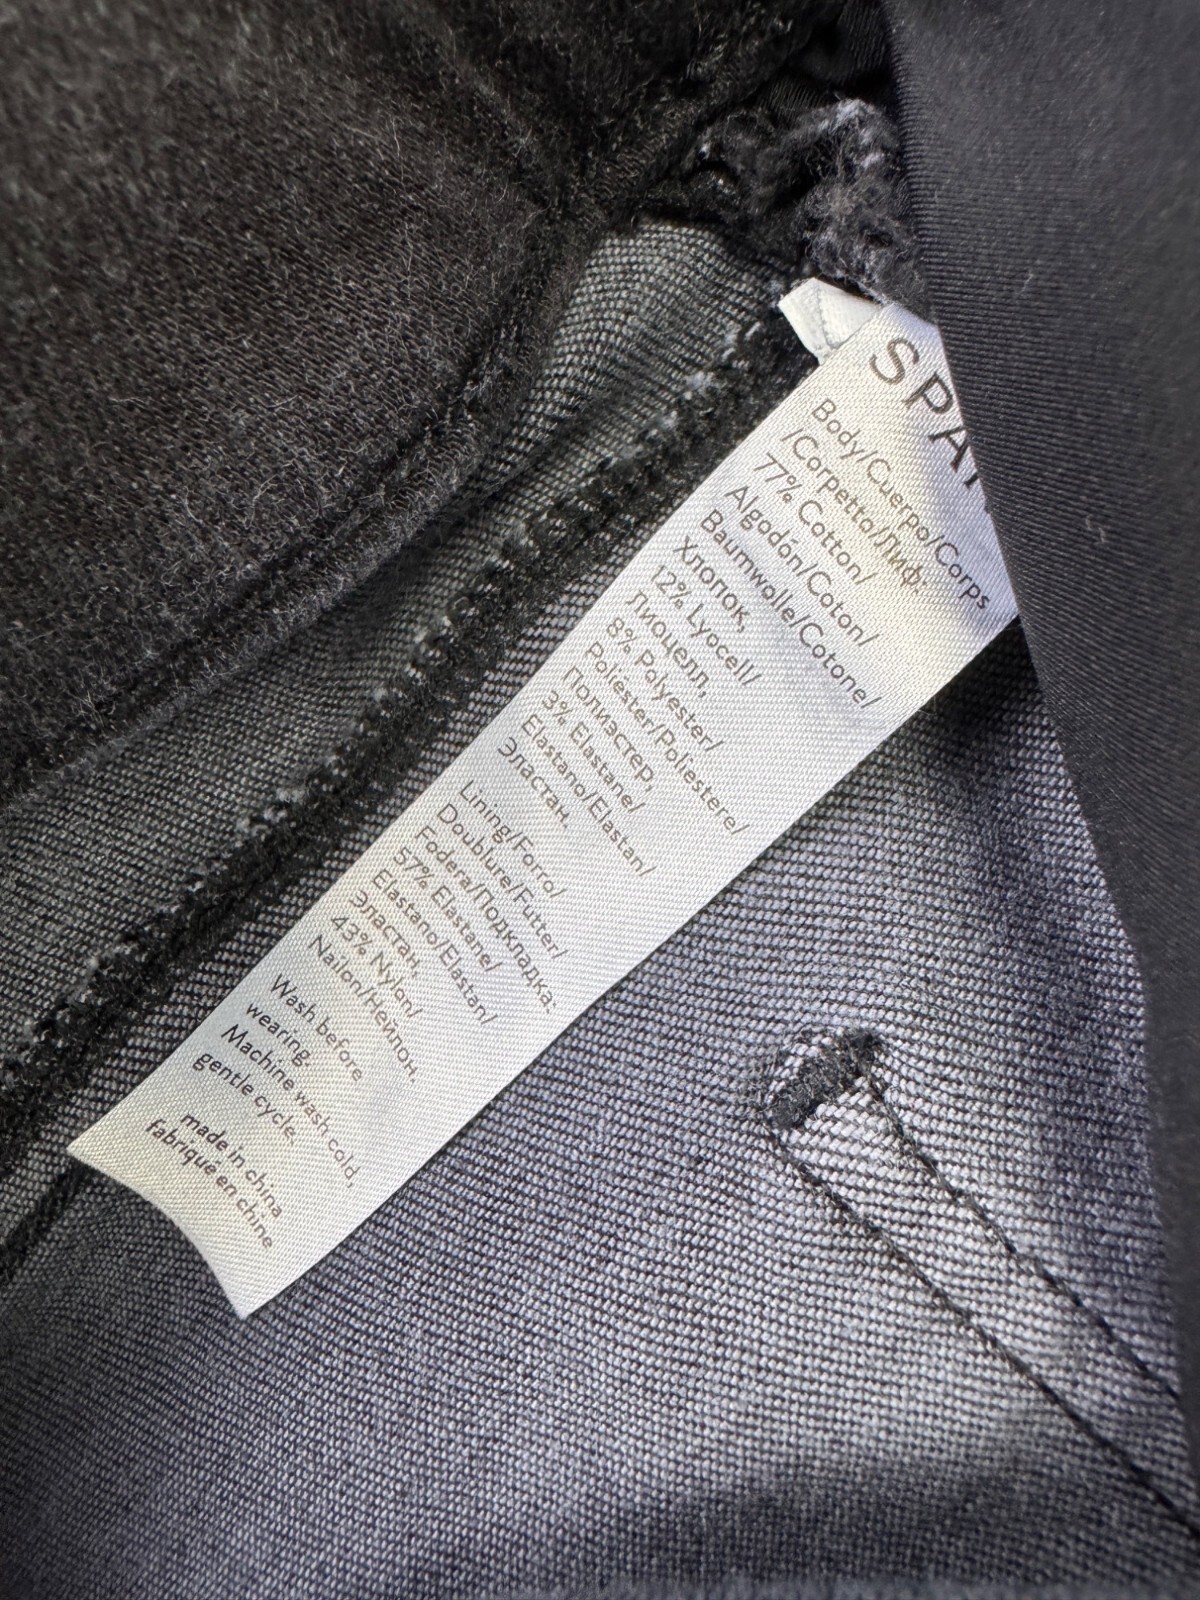 SPAN
Body/Cuerpo/Corps
/Corpetto/Лиф:
77% Cotton/
Algodón/Coton/
Baumwolle/Cotone/
Хлопок,
12% Lyocell/
Лиоцелл,
8% Polyester/
Poliéster/Poliestere/
Полиэстер,
3% Elastane/
Elastano/Elastan/
Эластан.
Lining/Forro/
Doublure/Futter/
Fodera/Подкладка:
57% Elastane/
Elastano/Elastan/
Эластан,
43% Nylon/
Nailon/Нейлон.
Wash before
wearing.
Machine wash cold,
gentle cycle.
made in china
fabriqué en chine